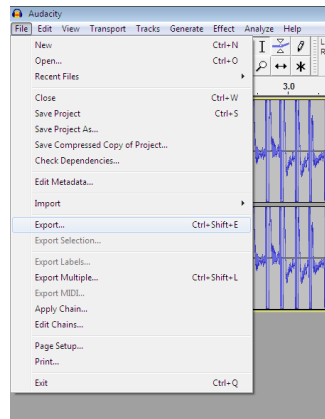 Audacity
File Edit View Transport Tracks Generate Effect Analyze Help
New Ctrl+N
Open... Ctrl+O
Recent Files
Close Ctrl+W
Save Project Ctrl+S
Save Project As...
Save Compressed Copy of Project...
Check Dependencies...
Edit Metadata...
Import
Export... Ctrl+Shift+E
Export Selection...
Export Labels...
Export Multiple... Ctrl+Shift+L
Export MIDI...
Apply Chain...
Edit Chains...
Page Setup...
Print...
Exit Ctrl+Q
L
R
3.0